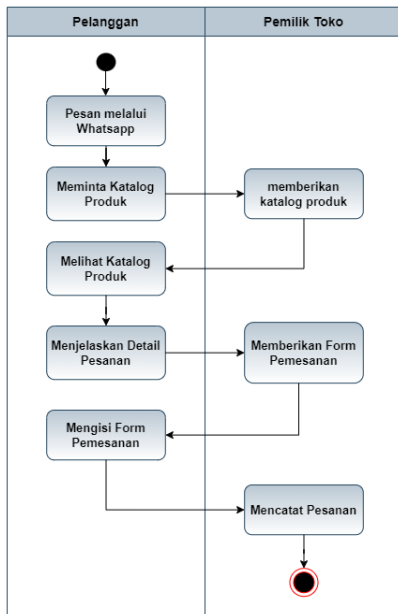 Pelanggan
Pemilik Toko
Pesan melalui
Whatsapp
Meminta Katalog
Produk
memberikan
katalog produk
Melihat Katalog
Produk
Menjelaskan Detail
Pesanan
Memberikan Form
Pemesanan
Mengisi Form
Pemesanan
Mencatat Pesanan